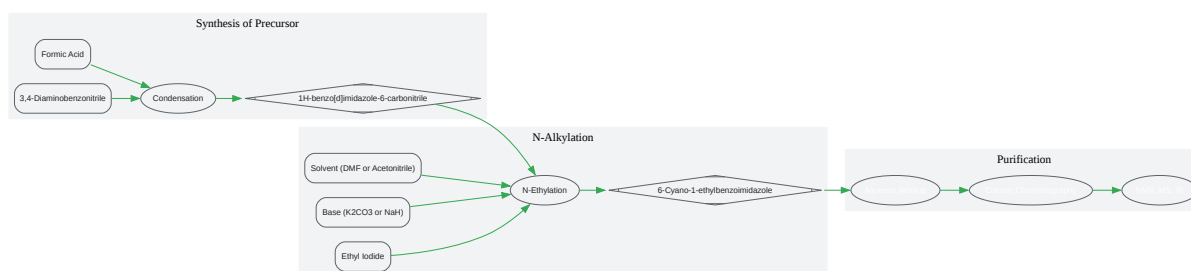 Synthesis of Precursor
Formic Acid
3,4-Diaminobenzonitrile
Condensation
1H-benzo[d]imidazole-6-carbonitrile
N-Alkylation
Solvent (DMF or Acetonitrile)
Base (K2CO3 or NaH)
Ethyl Iodide
N-Ethylation
6-Cyano-1-ethylbenzoimidazole
Purification